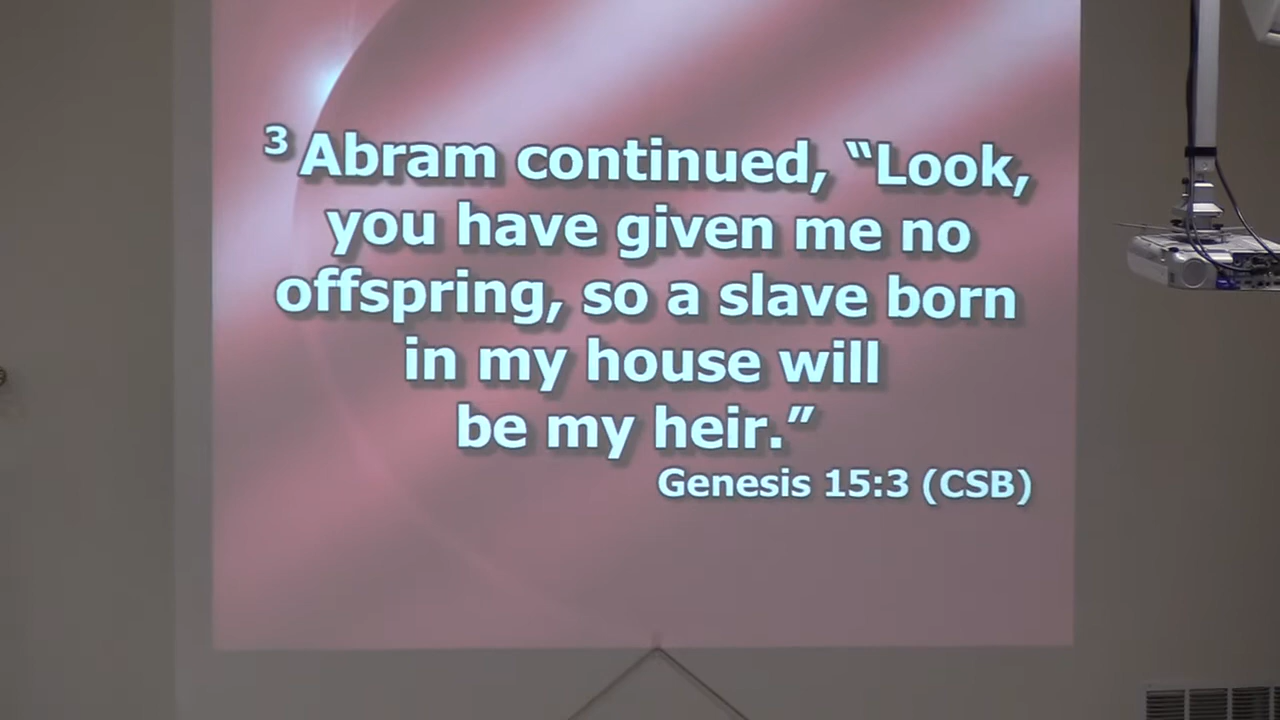 3 Abram continued, “Look,
you have given me no
offspring, so a slave born
in my house will
be my heir.”
Genesis 15:3 (CSB)